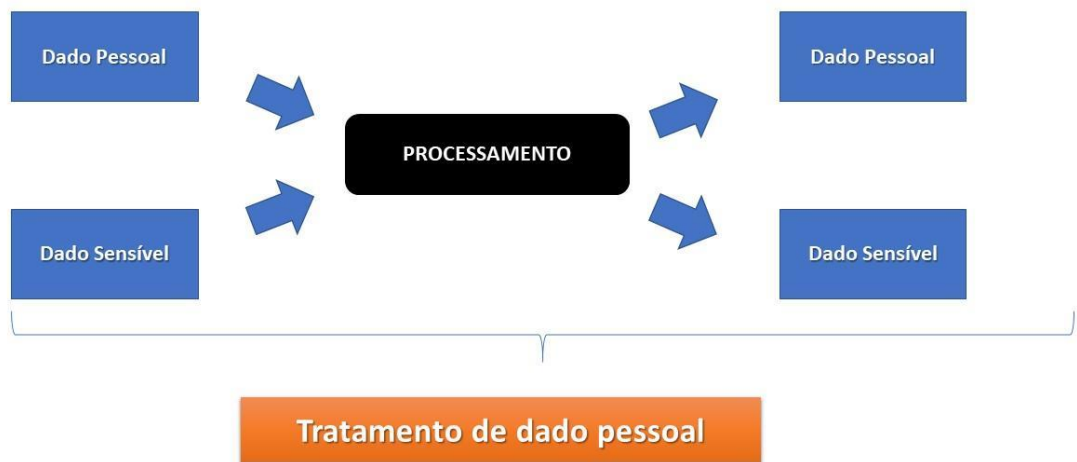 Dado Pessoal
Dado Pessoal
PROCESSAMENTO
Dado Sensível
Dado Sensível
Tratamento de dado pessoal